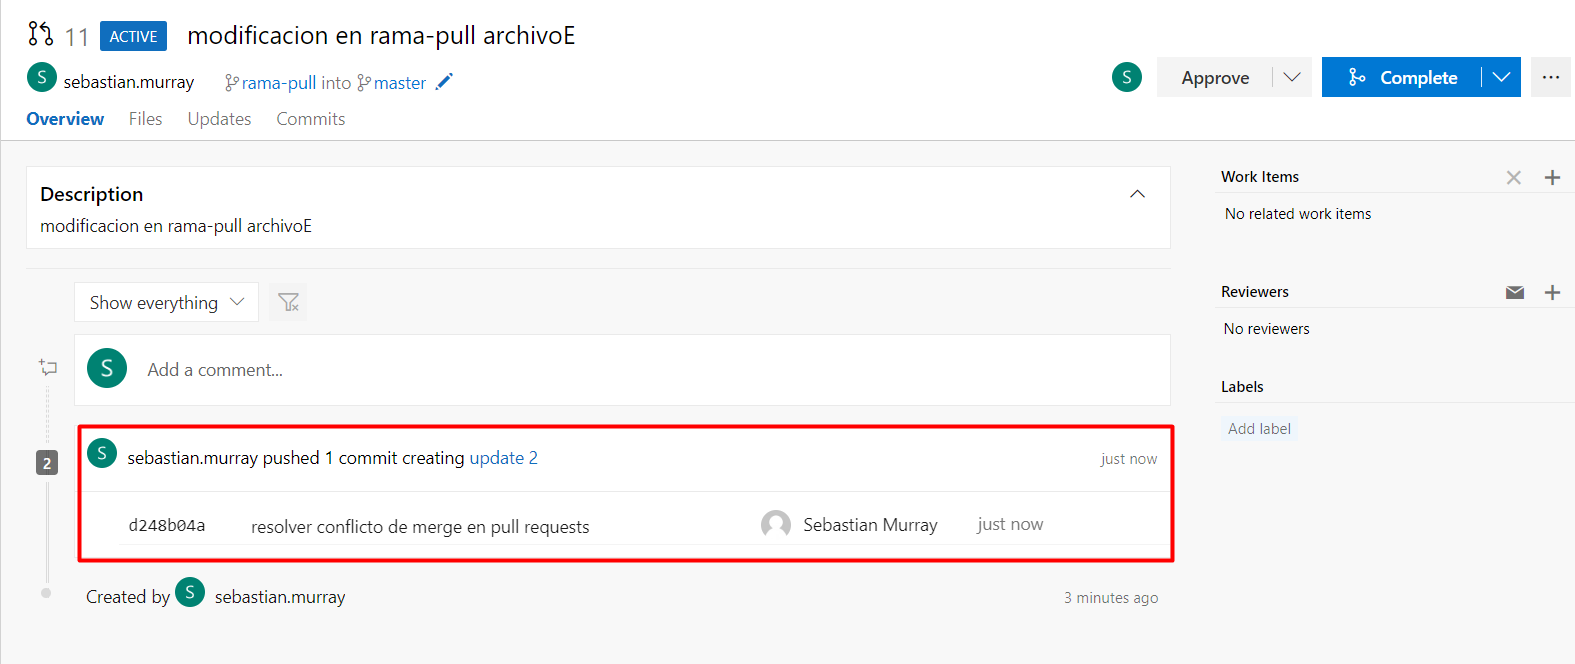 11 ACTIVE modificacion en rama-pull archivoE
S sebastian.murray rama-pull into master
S Approve Complete ...
Overview Files Updates Commits
Description
modificacion en rama-pull archivoE
Show everything
S Add a comment...
2
S sebastian.murray pushed 1 commit creating update 2 just now
d248b04a resolver conflicto de merge en pull requests Sebastian Murray just now
Created by S sebastian.murray 3 minutes ago
Work Items
No related work items
Reviewers
No reviewers
Labels
Add label